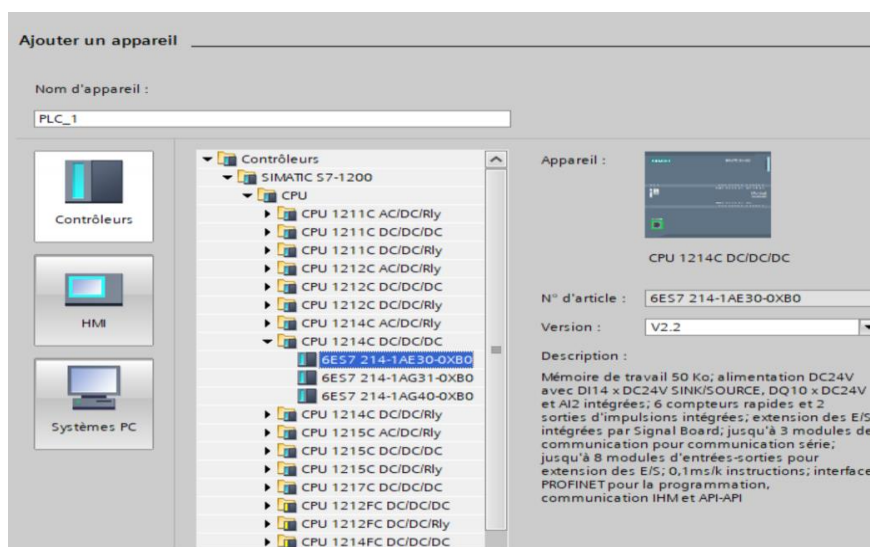 Ajouter un appareil
Nom d'appareil :
PLC_1
Contrôleurs
HMI
Systèmes PC
Contrôleurs
SIMATIC S7-1200
CPU
CPU 1211C AC/DC/Rly
CPU 1211C DC/DC/DC
CPU 1211C DC/DC/Rly
CPU 1212C AC/DC/Rly
CPU 1212C DC/DC/DC
CPU 1212C DC/DC/Rly
CPU 1214C AC/DC/Rly
CPU 1214C DC/DC/DC
6ES7 214-1AE30-0XB0
6ES7 214-1AG31-0XB0
6ES7 214-1AG40-0XB0
CPU 1214C DC/DC/Rly
CPU 1215C AC/DC/Rly
CPU 1215C DC/DC/DC
CPU 1215C DC/DC/Rly
CPU 1217C DC/DC/DC
CPU 1212FC DC/DC/DC
CPU 1212FC DC/DC/Rly
CPU 1214FC DC/DC/DC
Appareil :
CPU 1214C DC/DC/DC
N° d'article :
6ES7 214-1AE30-0XB0
Version :
V2.2
Description :
Mémoire de travail 50 Ko; alimentation DC24V
avec DI14 x DC24V SINK/SOURCE, DQ10 x DC24V
et AI2 intégrées; 6 compteurs rapides et 2
sorties d'impulsions intégrées; extension des E/S
intégrées par Signal Board; jusqu'à 3 modules de
communication pour communication série;
jusqu'à 8 modules d'entrées-sorties pour
extension des E/S; 0,1ms/k instructions; interface
PROFINET pour la programmation,
communication IHM et API-API